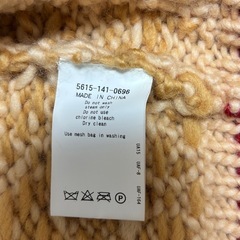 5615-141-0696
MADE IN CHINA
Do not wash
steam only
Do not use
chlorine bleach
Dry clean
Use mesh bag in washing
P